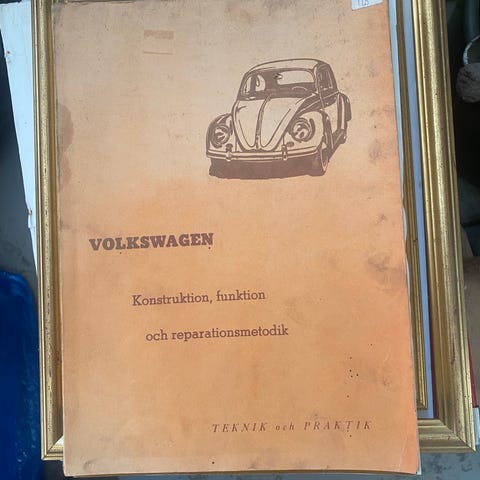 VOLKSWAGEN
Konstruktion, funktion
och reparationsmetodik
TEKNIK och PRAKTIK